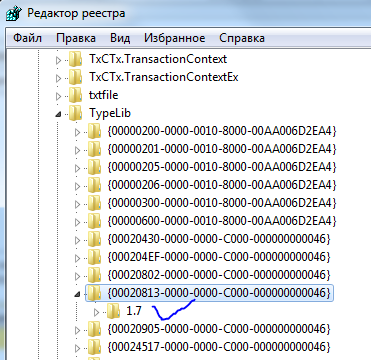 Редактор реестра
Файл Правка Вид Избранное Справка
TxCTx.TransactionContext
TxCTx.TransactionContextEx
txtfile
TypeLib
{00000200-0000-0010-8000-00AA006D2EA4}
{00000201-0000-0010-8000-00AA006D2EA4}
{00000205-0000-0010-8000-00AA006D2EA4}
{00000206-0000-0010-8000-00AA006D2EA4}
{00000300-0000-0010-8000-00AA006D2EA4}
{00000600-0000-0010-8000-00AA006D2EA4}
{00020430-0000-0000-C000-000000000046}
{000204EF-0000-0000-C000-000000000046}
{00020802-0000-0000-C000-000000000046}
{00020813-0000-0000-C000-000000000046}
1.7
{00020905-0000-0000-C000-000000000046}
{00024517-0000-0000-C000-000000000046}